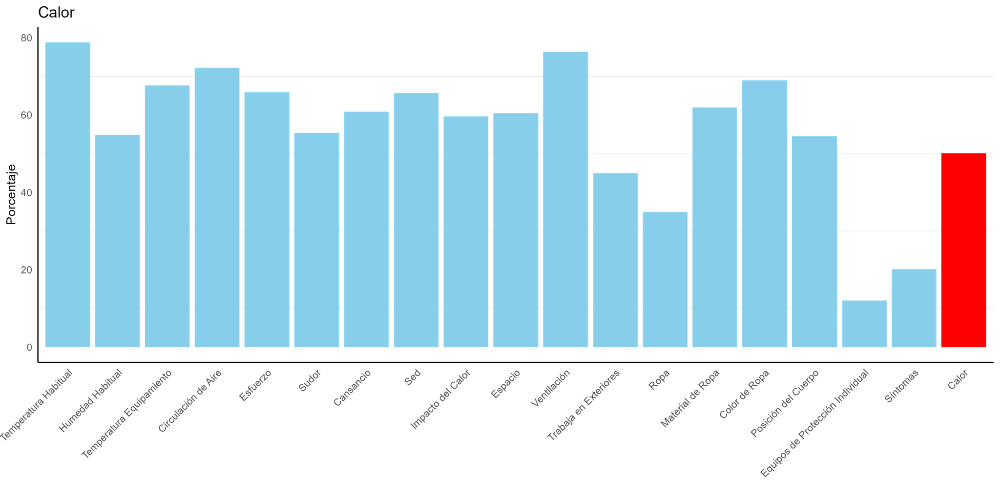 Calor
Porcentaje
80
60
40
20
0
Temperatura Habitual
Humedad Habitual
Temperatura Equipamiento
Circulación de Aire
Esfuerzo
Sudor
Cansancio
Sed
Impacto del Calor
Espacio
Ventilación
Trabaja en Exteriores
Ropa
Material de Ropa
Color de Ropa
Posición del Cuerpo
Equipos de Protección Individual
Síntomas
Calor